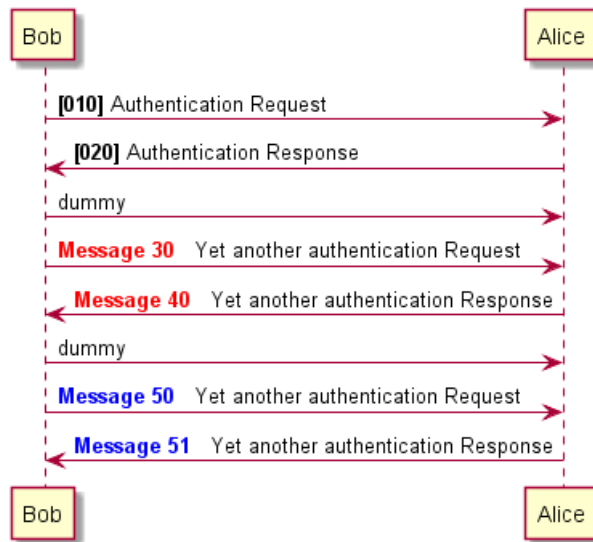 Bob Alice
[010] Authentication Request
[020] Authentication Response
dummy
Message 30 Yet another authentication Request
Message 40 Yet another authentication Response
dummy
Message 50 Yet another authentication Request
Message 51 Yet another authentication Response
Bob Alice